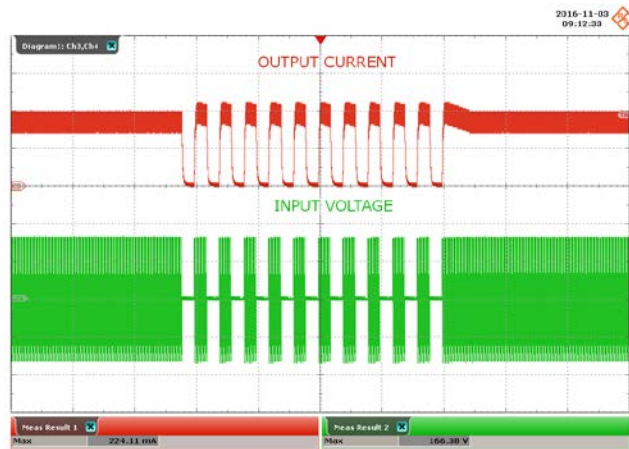 2016-11-03
09:12:33
Diagram1: Ch3,Ch4
OUTPUT CURRENT
INPUT VOLTAGE
Meas Result 1
Meas Result 2
Max 224.11 mA
Max 166.38 V